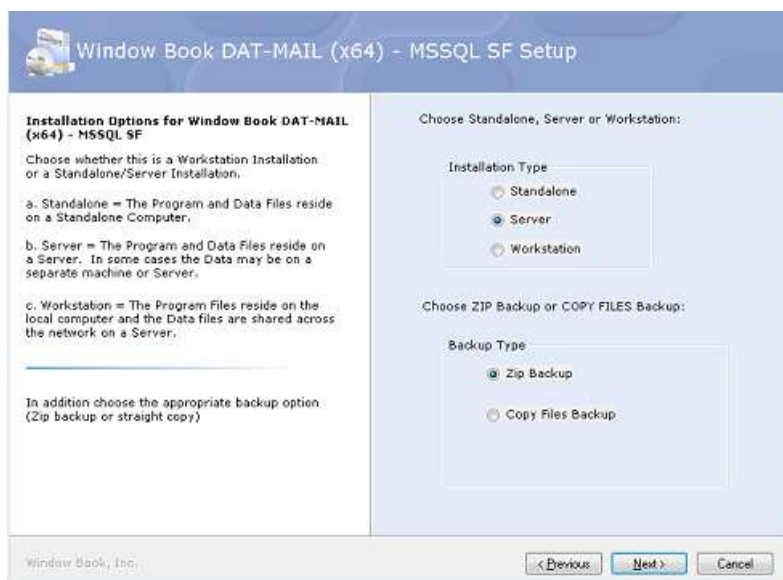 Window Book DAT-MAIL (x64) - MSSQL SF Setup
Installation Options for Window Book DAT-MAIL
(x64) - MSSQL SF
Choose whether this is a Workstation Installation
or a Standalone/Server Installation.
a. Standalone = The Program and Data Files reside
on a Standalone Computer.
b. Server = The Program and Data Files reside on
a Server. In some cases the Data may be on a
separate machine or Server.
c. Workstation = The Program Files reside on the
local computer and the Data files are shared across
the network on a Server.
In addition choose the appropriate backup option
(Zip backup or straight copy)
Choose Standalone, Server or Workstation:
Installation Type
Standalone
Server
Workstation
Choose ZIP Backup or COPY FILES Backup:
Backup Type
Zip Backup
Copy Files Backup
Window Book, Inc.
< Previous
Next >
Cancel